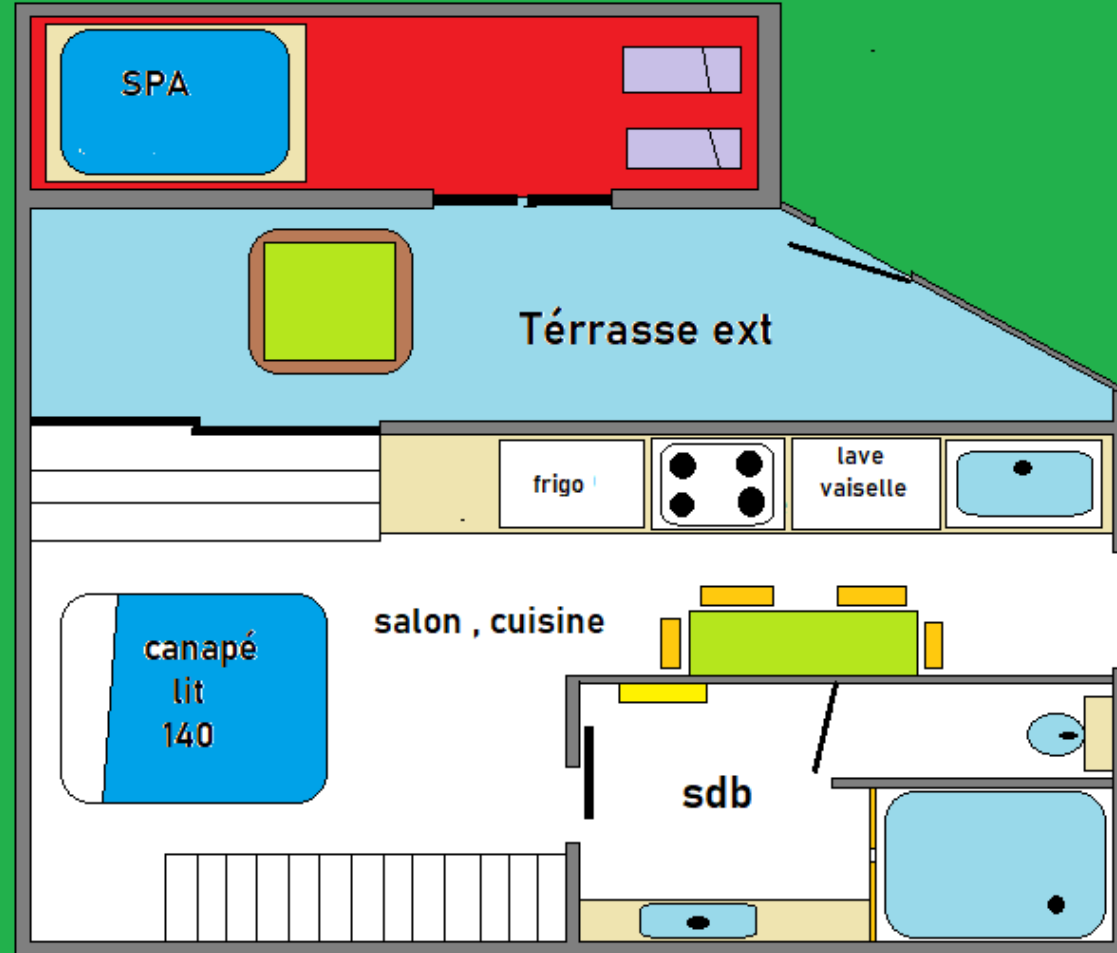 SPA
Térrasse ext
frigo
lave
vaiselle
salon , cuisine
canapé
lit
140
sdb